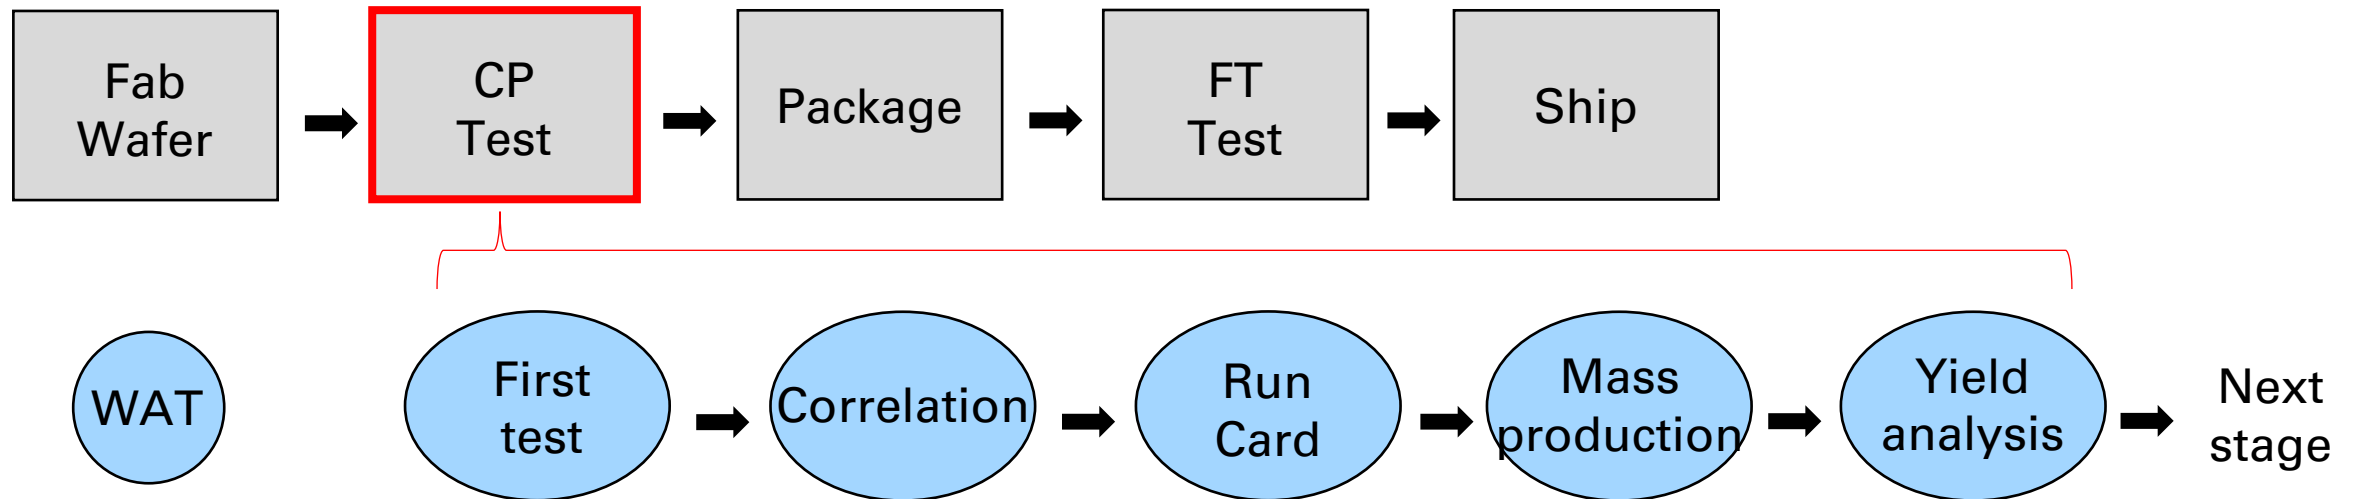 Fab
Wafer
CP
Test
Package
FT
Test
Ship
WAT
First
test
Correlation
Run
Card
Mass
production
Yield
analysis
Next
stage